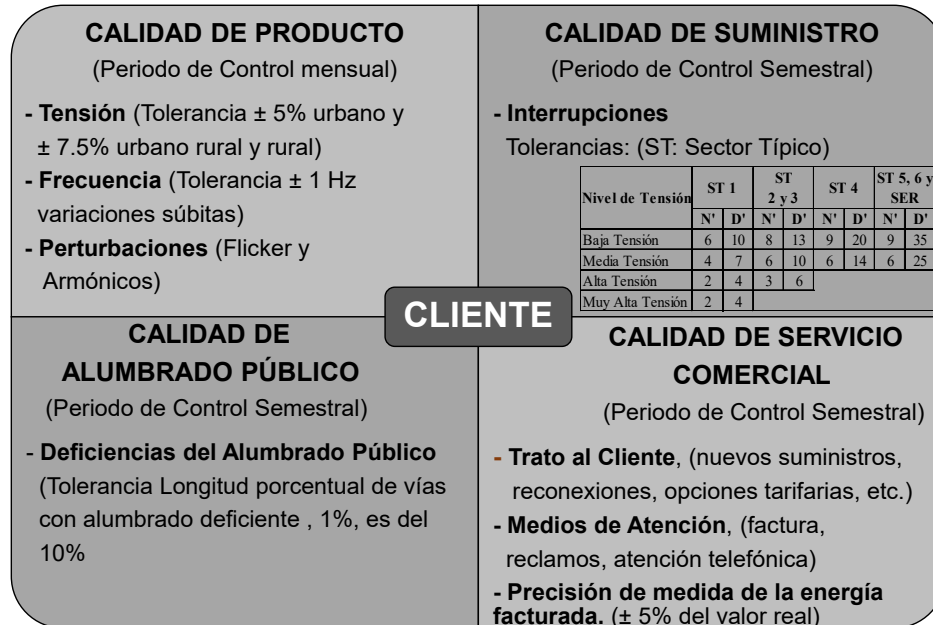 CALIDAD DE PRODUCTO
(Periodo de Control mensual)
- Tensión (Tolerancia ± 5% urbano y
± 7.5% urbano rural y rural)
- Frecuencia (Tolerancia ± 1 Hz
variaciones súbitas)
- Perturbaciones (Flicker y
Armónicos)
CALIDAD DE SUMINISTRO
(Periodo de Control Semestral)
- Interrupciones
Tolerancias: (ST: Sector Típico)
Nivel de Tensión ST 1 ST 2 y 3 ST 4 ST 5, 6 y SER
N' D' N' D' N' D' N' D'
Baja Tensión 6 10 8 13 9 20 9 35
Media Tensión 4 7 6 10 6 14 6 25
Alta Tensión 2 4 3 6
Muy Alta Tensión 2 4
CLIENTE
CALIDAD DE
ALUMBRADO PÚBLICO
(Periodo de Control Semestral)
- Deficiencias del Alumbrado Público
(Tolerancia Longitud porcentual de vías
con alumbrado deficiente , 1%, es del
10%
CALIDAD DE SERVICIO
COMERCIAL
(Periodo de Control Semestral)
- Trato al Cliente, (nuevos suministros,
reconexiones, opciones tarifarias, etc.)
- Medios de Atención, (factura,
reclamos, atención telefónica)
- Precisión de medida de la energía
facturada. (± 5% del valor real)